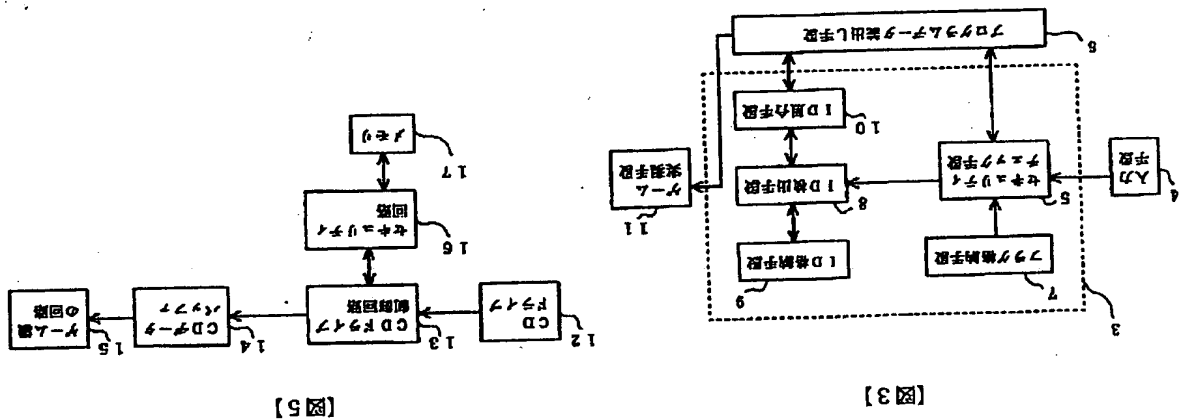 【図3】
3
7
フラグ格納手段
9
ID格納手段
4
入力
手段
5
セキュリティ
チェック手段
8
ID検出手段
11
ゲーム
実現手段
10
ID照合手段
6
プログラムデータ読出し手段
【図5】
12
CD
ドライブ
13
CDドライブ
制御回路
14
CDデータ
バッファ
15
ゲーム機
の回路
16
セキュリティ
回路
17
メモリ